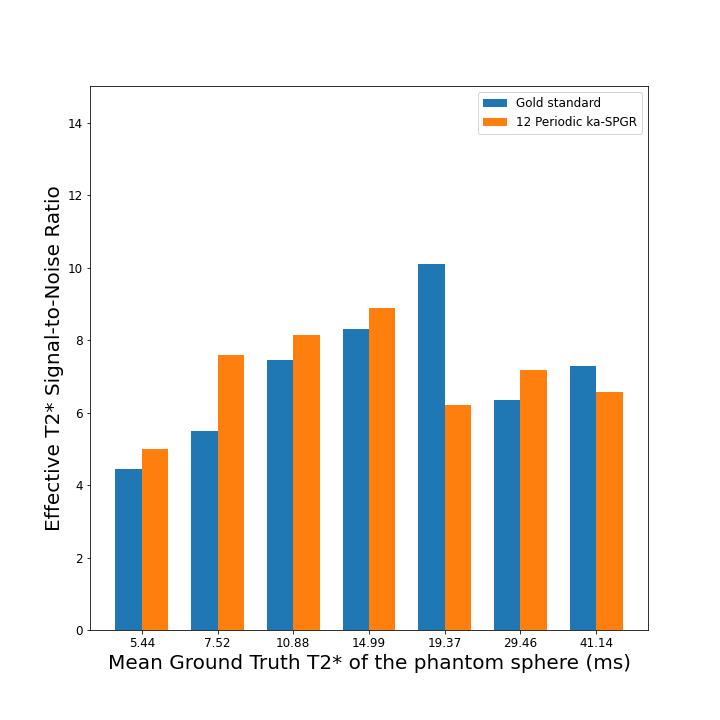 Gold standard
12 Periodic ka-SPGR
Effective T2* Signal-to-Noise Ratio
14
12
10
8
6
4
2
0
5.44 7.52 10.88 14.99 19.37 29.46 41.14
Mean Ground Truth T2* of the phantom sphere (ms)